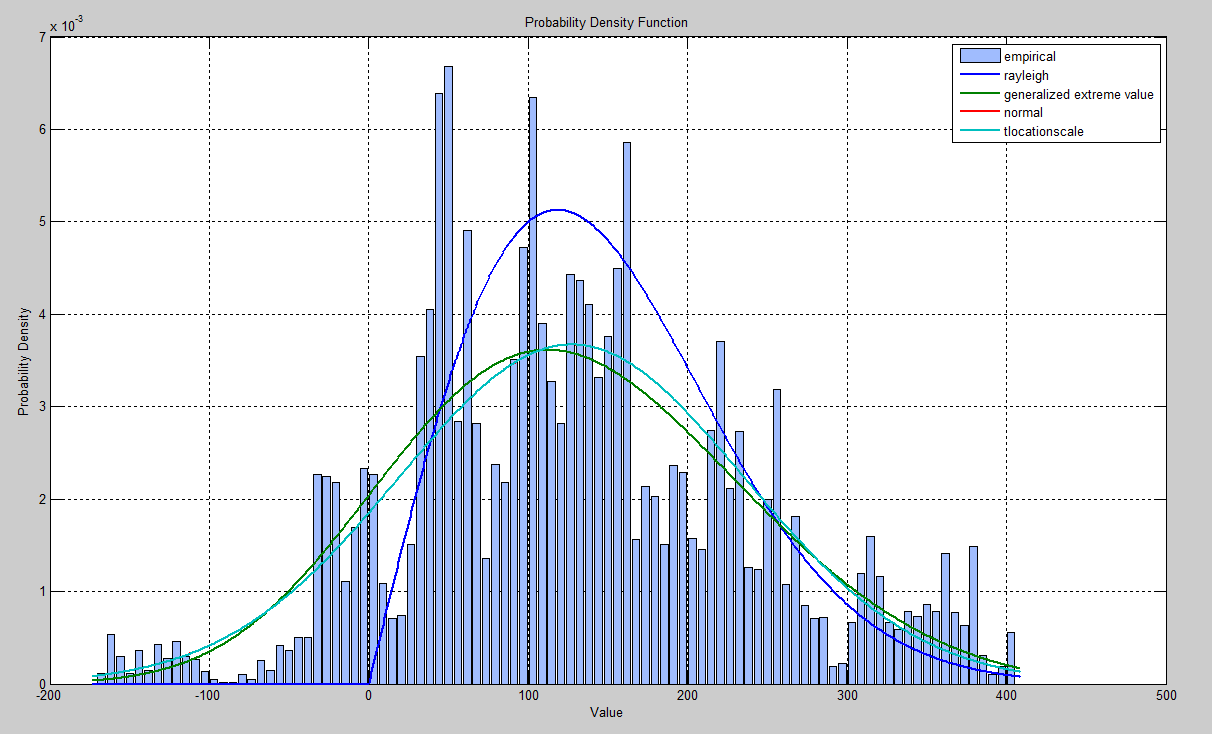 Probability Density Function
x 10⁻³
7
6
5
4
3
2
1
0
Probability Density
-200
-100
0
100
200
300
400
500
Value
empirical
rayleigh
generalized extreme value
normal
tlocationscale